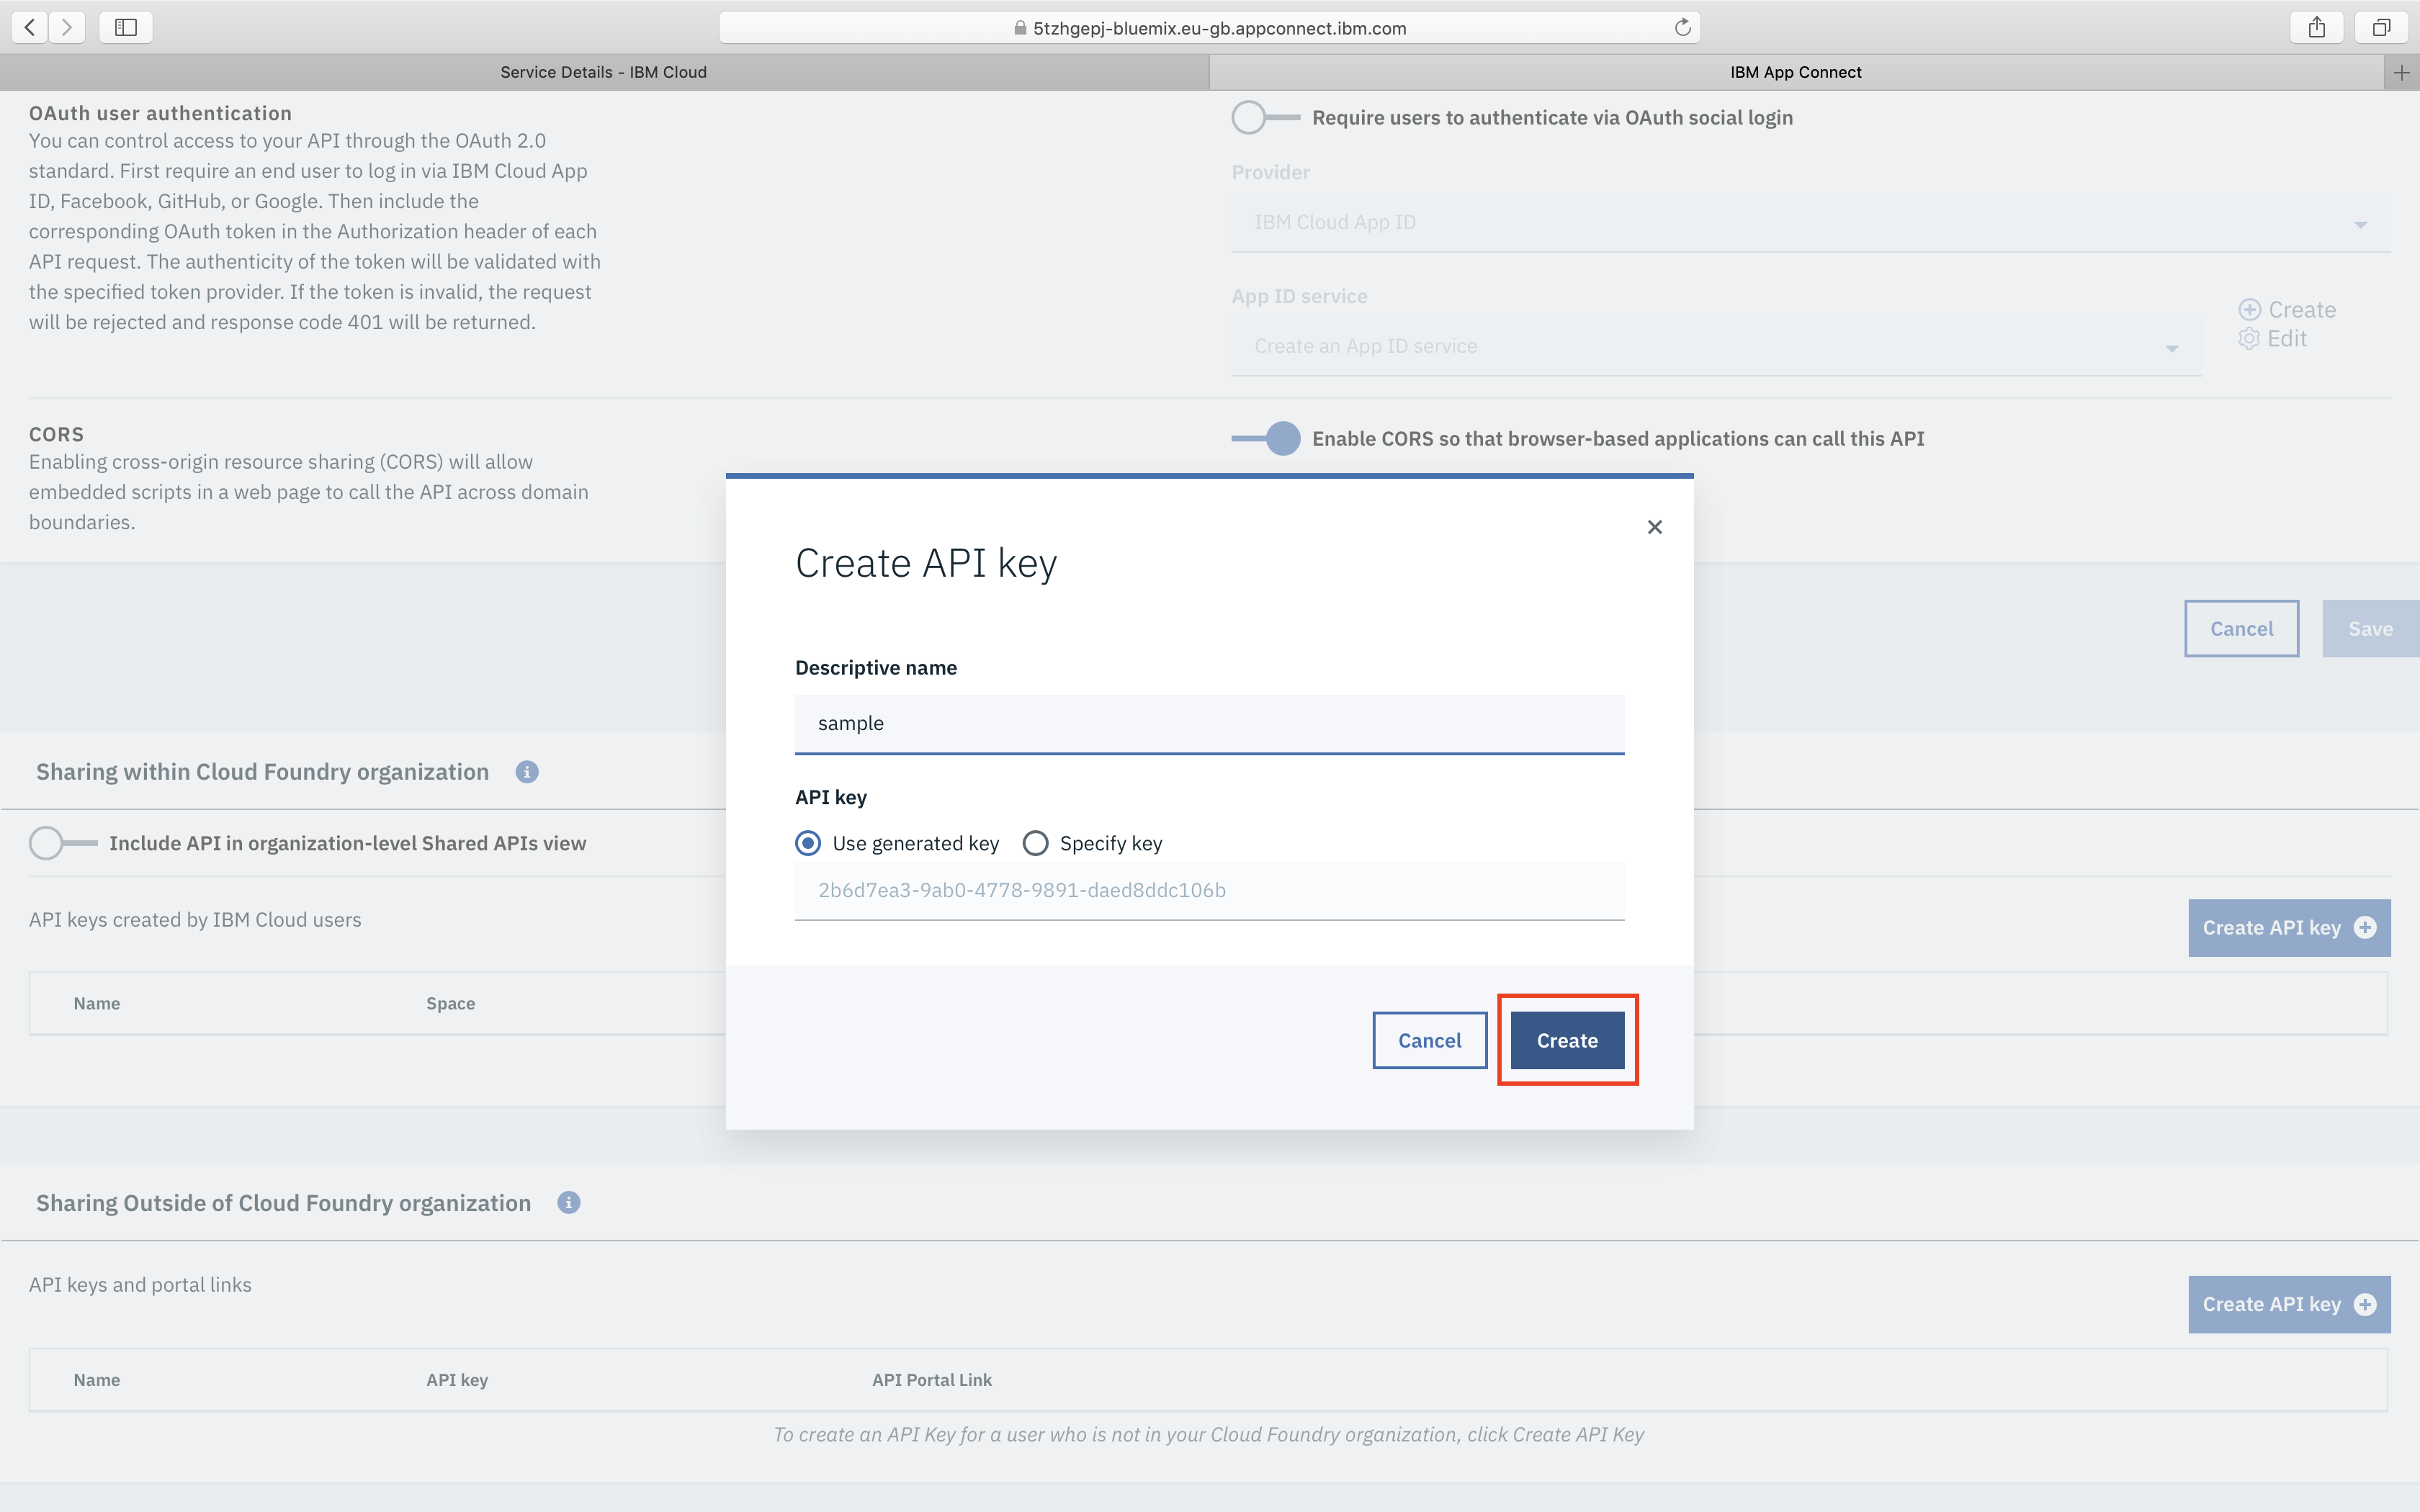 5tzhgepj-bluemix.eu-gb.appconnect.ibm.com
Service Details - IBM Cloud
IBM App Connect
OAuth user authentication
You can control access to your API through the OAuth 2.0
standard. First require an end user to log in via IBM Cloud App
ID, Facebook, GitHub, or Google. Then include the
corresponding OAuth token in the Authorization header of each
API request. The authenticity of the token will be validated with
the specified token provider. If the token is invalid, the request
will be rejected and response code 401 will be returned.
Require users to authenticate via OAuth social login
Provider
IBM Cloud App ID
App ID service
Create an App ID service
Create
Edit
CORS
Enabling cross-origin resource sharing (CORS) will allow
embedded scripts in a web page to call the API across domain
boundaries.
Enable CORS so that browser-based applications can call this API
Cancel
Save
Create API key
Descriptive name
sample
API key
Use generated key
Specify key
2b6d7ea3-9ab0-4778-9891-daed8ddc106b
Cancel
Create
Sharing within Cloud Foundry organization
Include API in organization-level Shared APIs view
API keys created by IBM Cloud users
Create API key
Name
Space
Sharing Outside of Cloud Foundry organization
API keys and portal links
Create API key
Name
API key
API Portal Link
To create an API Key for a user who is not in your Cloud Foundry organization, click Create API Key